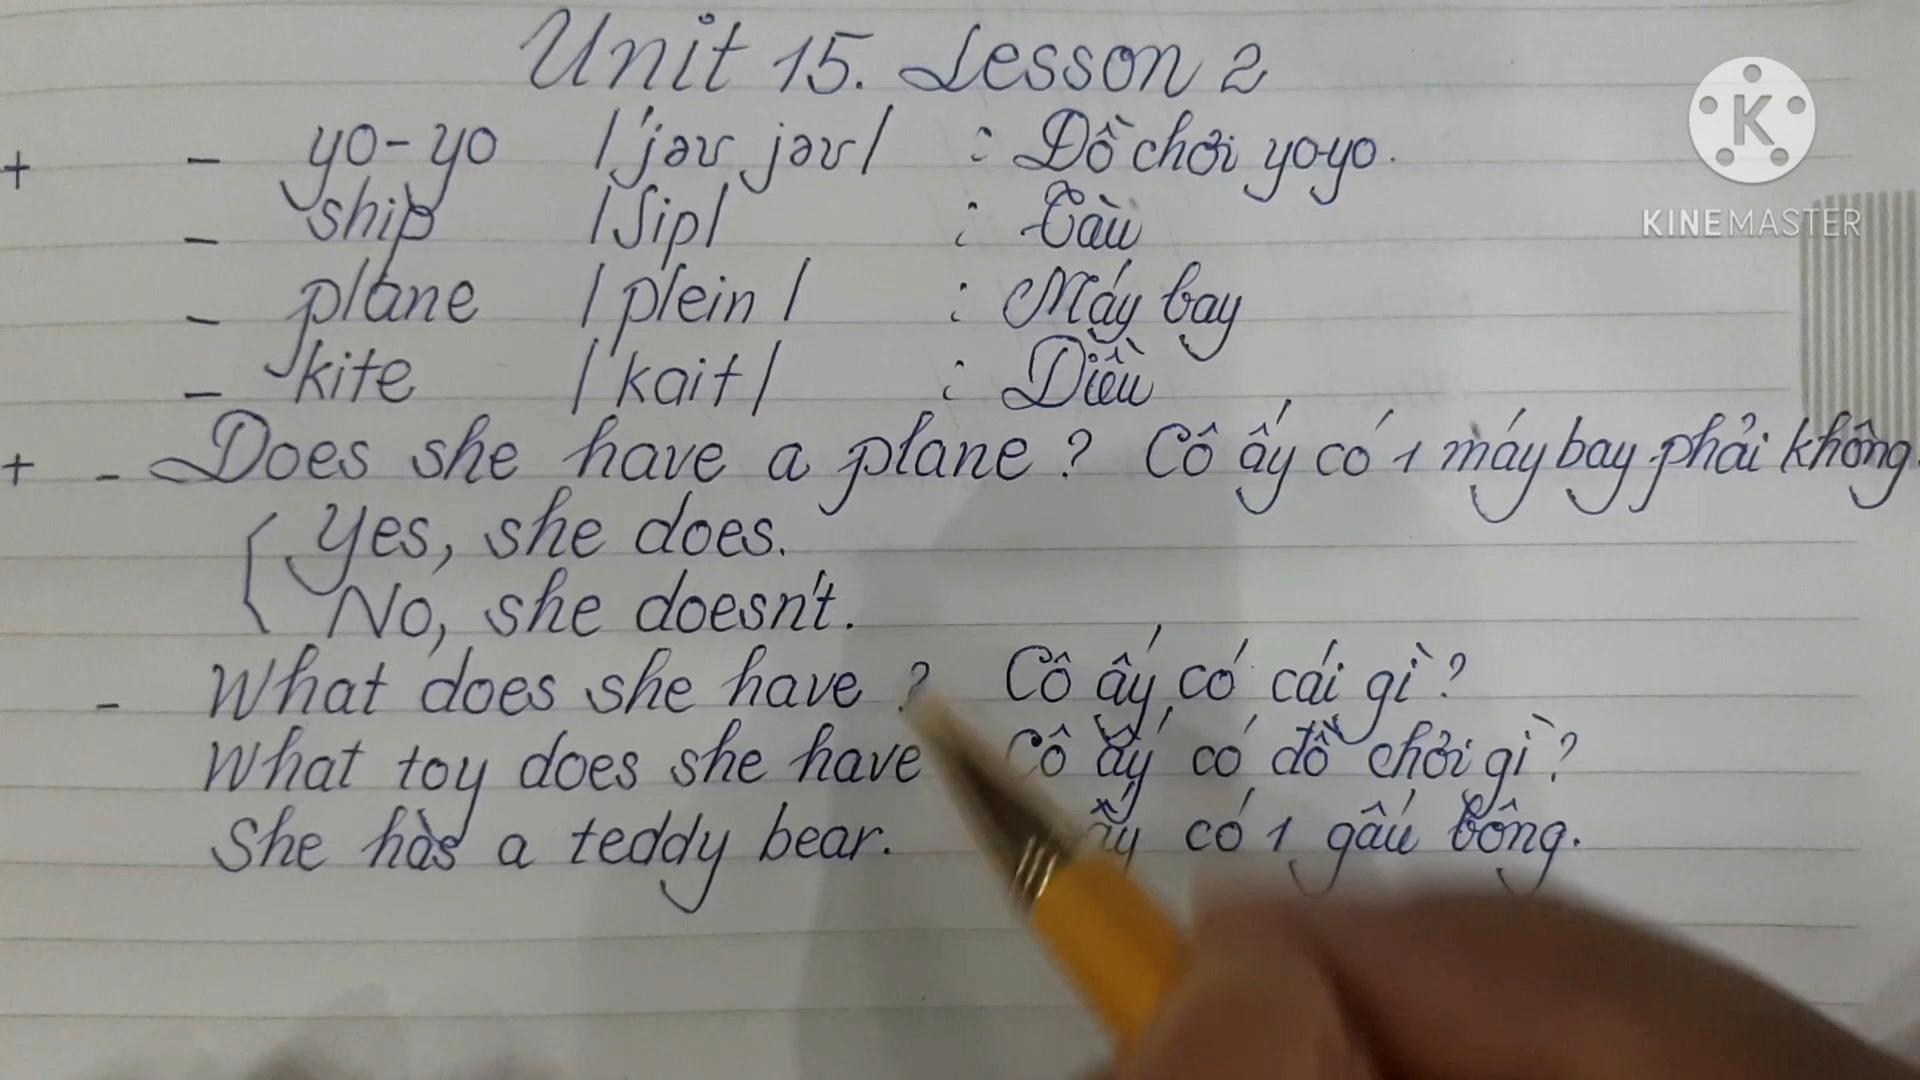 Unit 15. Lesson 2
+ - yo-yo /'jəʊ jəʊ/ : Đồ chơi yoyo.
- ship /ʃip/ : Tàu
- plane /plein/ : Máy bay
- kite /kait/ : Diều
+ - Does she have a plane? Cô ấy có 1 máy bay phải không.
Yes, she does.
No, she doesn't.
- What does she have? Cô ấy có cái gì?
What toy does she have Cô ấy có đồ chơi gì?
She has a teddy bear. ấy có 1 gấu bông.
K
KINEMASTER